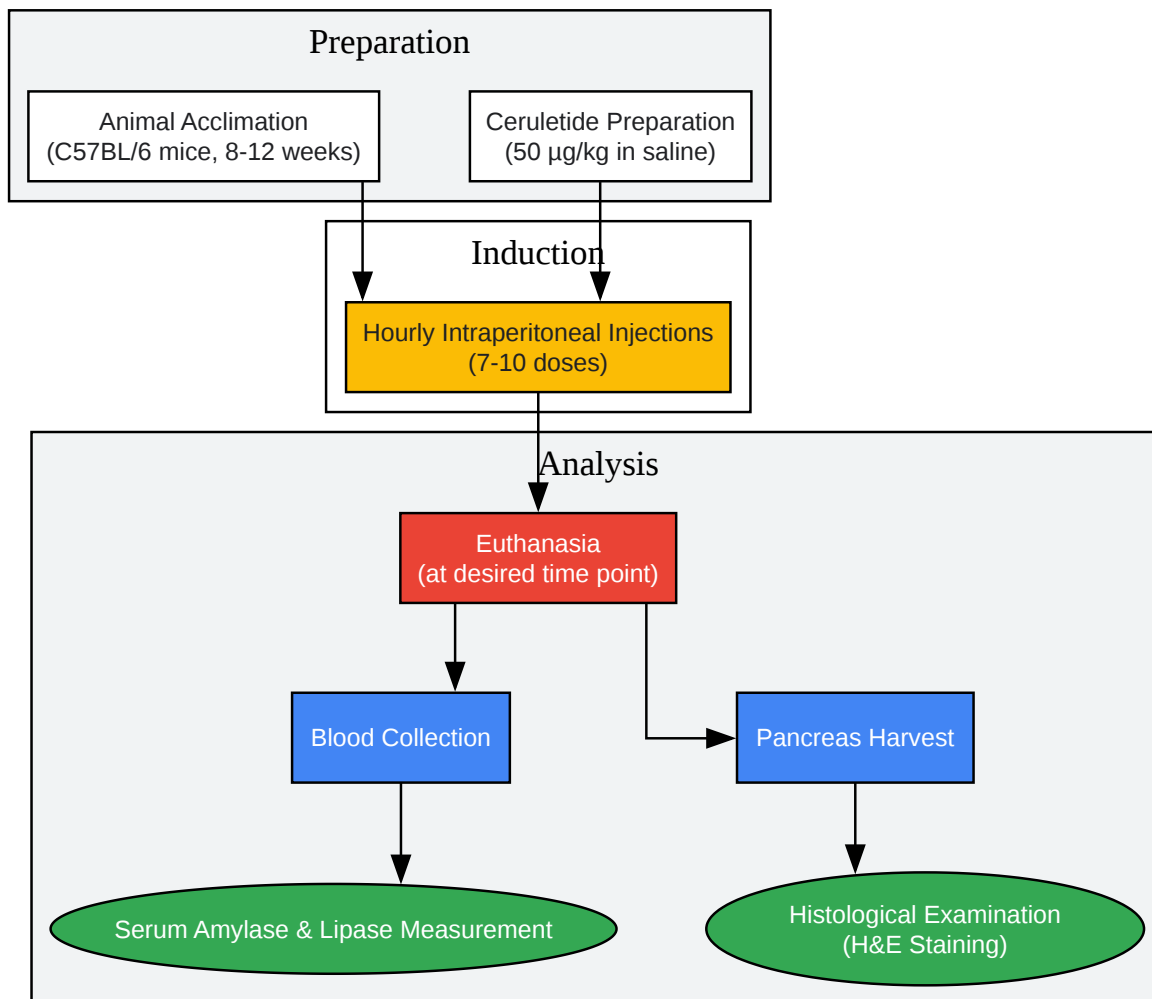 Preparation
Animal Acclimation
(C57BL/6 mice, 8-12 weeks)
Ceruletide Preparation
(50 µg/kg in saline)
Induction
Hourly Intraperitoneal Injections
(7-10 doses)
Analysis
Euthanasia
(at desired time point)
Blood Collection
Pancreas Harvest
Serum Amylase & Lipase Measurement
Histological Examination
(H&E Staining)